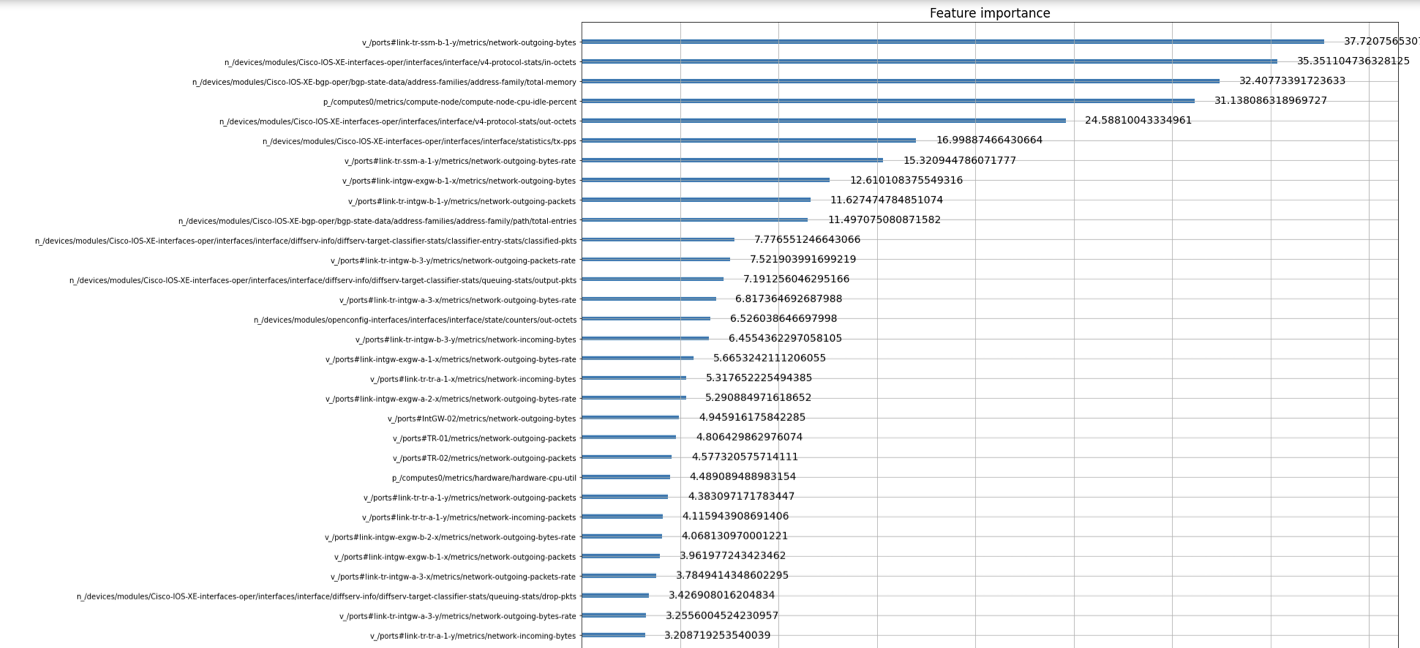 Feature importance
v_/ports#link-tr-ssm-b-1-y/metrics/network-outgoing-bytes 37.7207565307
n_/devices/modules/Cisco-IOS-XE-interfaces-oper/interfaces/interface/v4-protocol-stats/in-octets 35.351104736328125
n_/devices/modules/Cisco-IOS-XE-bgp-oper/bgp-state-data/address-families/address-family/total-memory 32.40773391723633
p_/computes0/metrics/compute-node/compute-node-cpu-idle-percent 31.138086318969727
n_/devices/modules/Cisco-IOS-XE-interfaces-oper/interfaces/interface/v4-protocol-stats/out-octets 24.58810043334961
n_/devices/modules/Cisco-IOS-XE-interfaces-oper/interfaces/interface/statistics/tx-pps 16.99887466430664
v_/ports#link-tr-ssm-a-1-y/metrics/network-outgoing-bytes-rate 15.320944786071777
v_/ports#link-intgw-exgw-b-1-x/metrics/network-outgoing-bytes 12.610108375549316
v_/ports#link-tr-intgw-b-1-y/metrics/network-outgoing-packets 11.627474784851074
n_/devices/modules/Cisco-IOS-XE-bgp-oper/bgp-state-data/address-families/address-family/path/total-entries 11.497075080871582
n_/devices/modules/Cisco-IOS-XE-interfaces-oper/interfaces/interface/diffserv-info/diffserv-target-classifier-stats/classifier-entry-stats/classified-pkts 7.776551246643066
v_/ports#link-tr-intgw-b-3-y/metrics/network-outgoing-packets-rate 7.521903991699219
n_/devices/modules/Cisco-IOS-XE-interfaces-oper/interfaces/interface/diffserv-info/diffserv-target-classifier-stats/queuing-stats/output-pkts 7.191256046295166
v_/ports#link-tr-intgw-a-3-x/metrics/network-outgoing-bytes-rate 6.817364692687988
n_/devices/modules/openconfig-interfaces/interfaces/interface/state/counters/out-octets 6.526038646697998
v_/ports#link-tr-intgw-b-3-y/metrics/network-incoming-bytes 6.4554362297058105
v_/ports#link-intgw-exgw-a-1-x/metrics/network-outgoing-bytes-rate 5.6653242111206055
v_/ports#link-tr-tr-a-1-x/metrics/network-incoming-bytes 5.317652225494385
v_/ports#link-intgw-exgw-a-2-x/metrics/network-outgoing-bytes-rate 5.290884971618652
v_/ports#IntGW-02/metrics/network-outgoing-bytes 4.945916175842285
v_/ports#TR-01/metrics/network-outgoing-packets 4.806429862976074
v_/ports#TR-02/metrics/network-outgoing-packets 4.577320575714111
p_/computes0/metrics/hardware/hardware-cpu-util 4.489089488983154
v_/ports#link-tr-tr-a-1-y/metrics/network-outgoing-packets 4.383097171783447
v_/ports#link-tr-tr-a-1-y/metrics/network-incoming-packets 4.115943908691406
v_/ports#link-intgw-exgw-b-2-x/metrics/network-outgoing-bytes-rate 4.068130970001221
v_/ports#link-intgw-exgw-b-1-x/metrics/network-outgoing-packets 3.961977243423462
v_/ports#link-tr-intgw-a-3-x/metrics/network-outgoing-packets-rate 3.7849414348602295
n_/devices/modules/Cisco-IOS-XE-interfaces-oper/interfaces/interface/diffserv-info/diffserv-target-classifier-stats/queuing-stats/drop-pkts 3.426908016204834
v_/ports#link-tr-intgw-a-3-y/metrics/network-outgoing-bytes-rate 3.2556004524230957
v_/ports#link-tr-tr-a-1-y/metrics/network-incoming-bytes 3.208719253540039